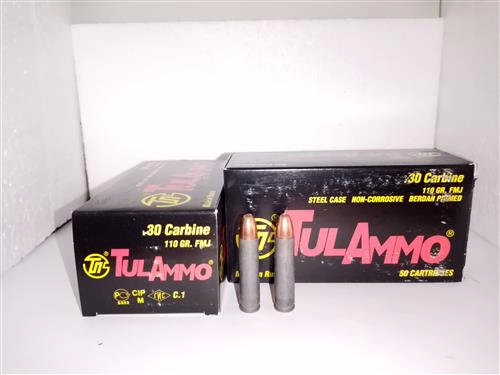 TULAMMO
.30 Carbine
110 GR. FMJ
TULAMMO®
CIP
M
C.1
.30 Carbine
110 GR. FMJ
STEEL CASE NON-CORROSIVE BERDAN PRIMED
TULAMMO®
50 CARTRIDGES